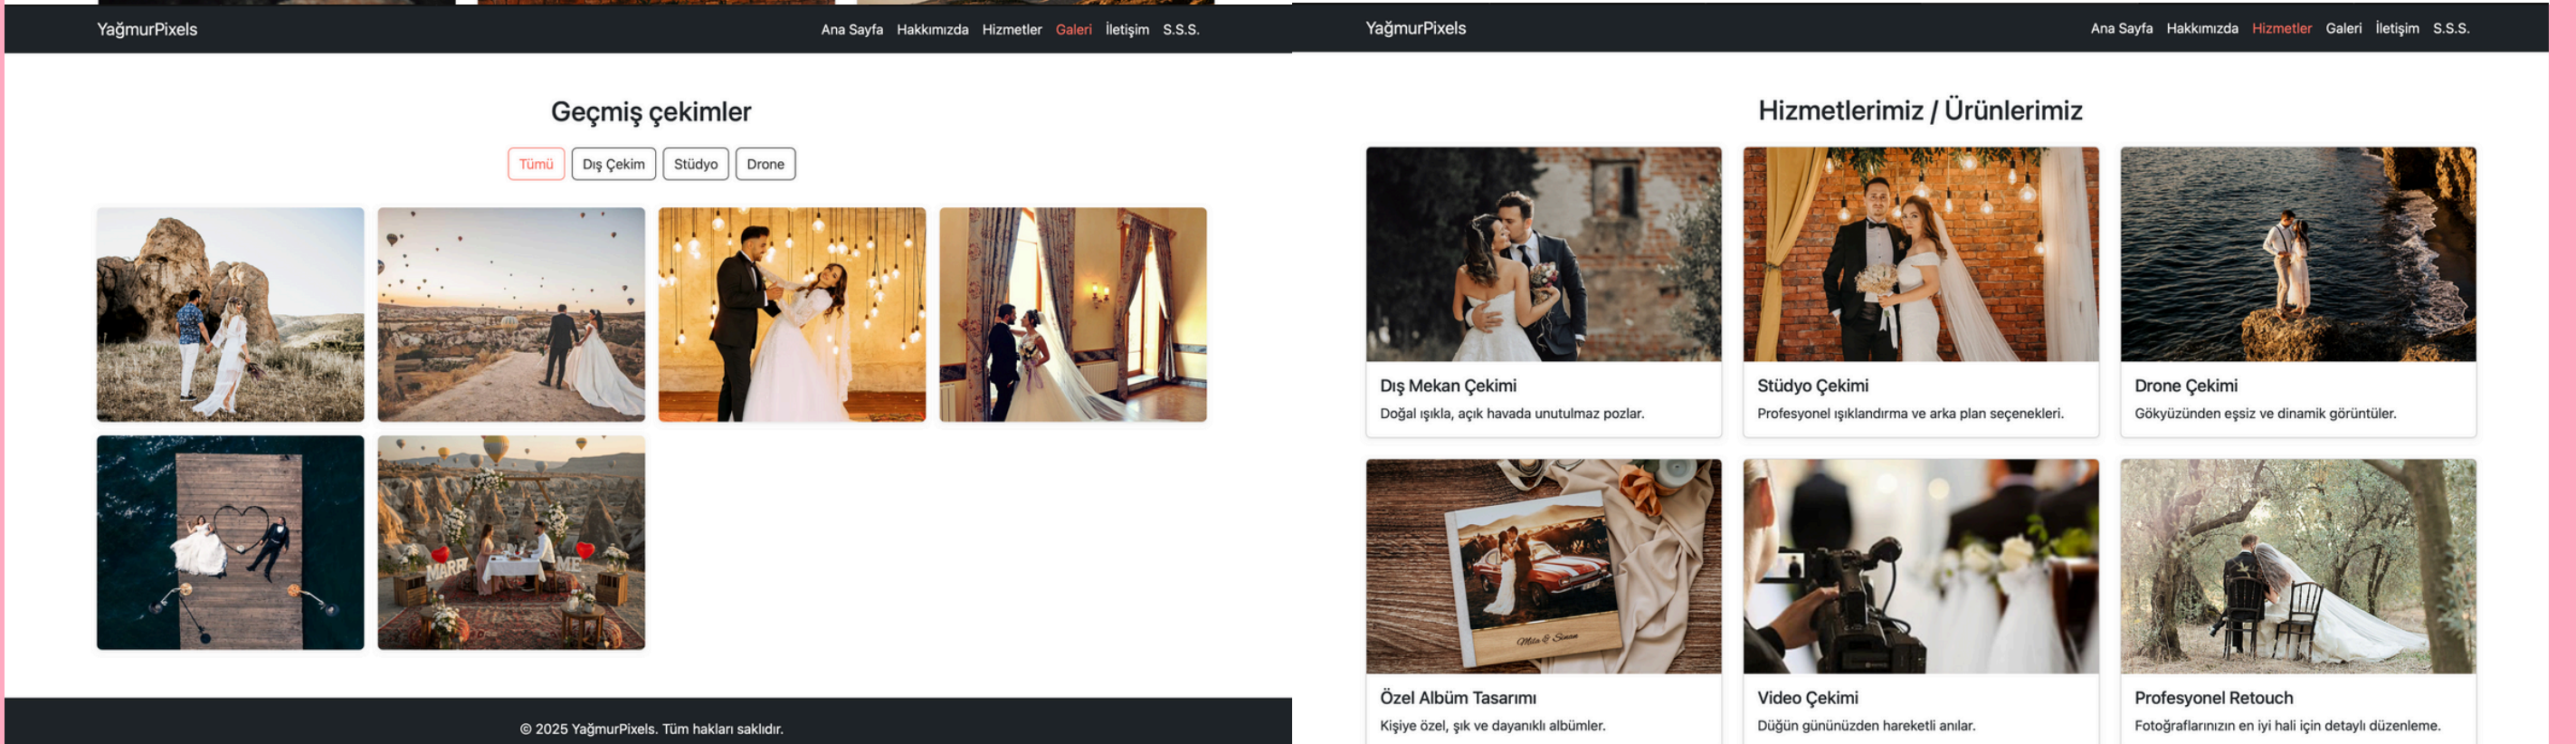 YağmurPixels
Ana Sayfa Hakkımızda Hizmetler Galeri İletişim S.S.S.
Geçmiş çekimler
Tümü Dış Çekim Stüdyo Drone
MARRY ME
© 2025 YağmurPixels. Tüm hakları saklıdır.
YağmurPixels
Ana Sayfa Hakkımızda Hizmetler Galeri İletişim S.S.S.
Hizmetlerimiz / Ürünlerimiz
Dış Mekan Çekimi
Doğal ışıkla, açık havada unutulmaz pozlar.
Stüdyo Çekimi
Profesyonel ışıklandırma ve arka plan seçenekleri.
Drone Çekimi
Gökyüzünden eşsiz ve dinamik görüntüler.
Mila & Sinan
Özel Albüm Tasarımı
Kişiye özel, şık ve dayanıklı albümler.
Video Çekimi
Düğün gününüzden hareketli anılar.
Profesyonel Retouch
Fotoğraflarınızın en iyi hali için detaylı düzenleme.